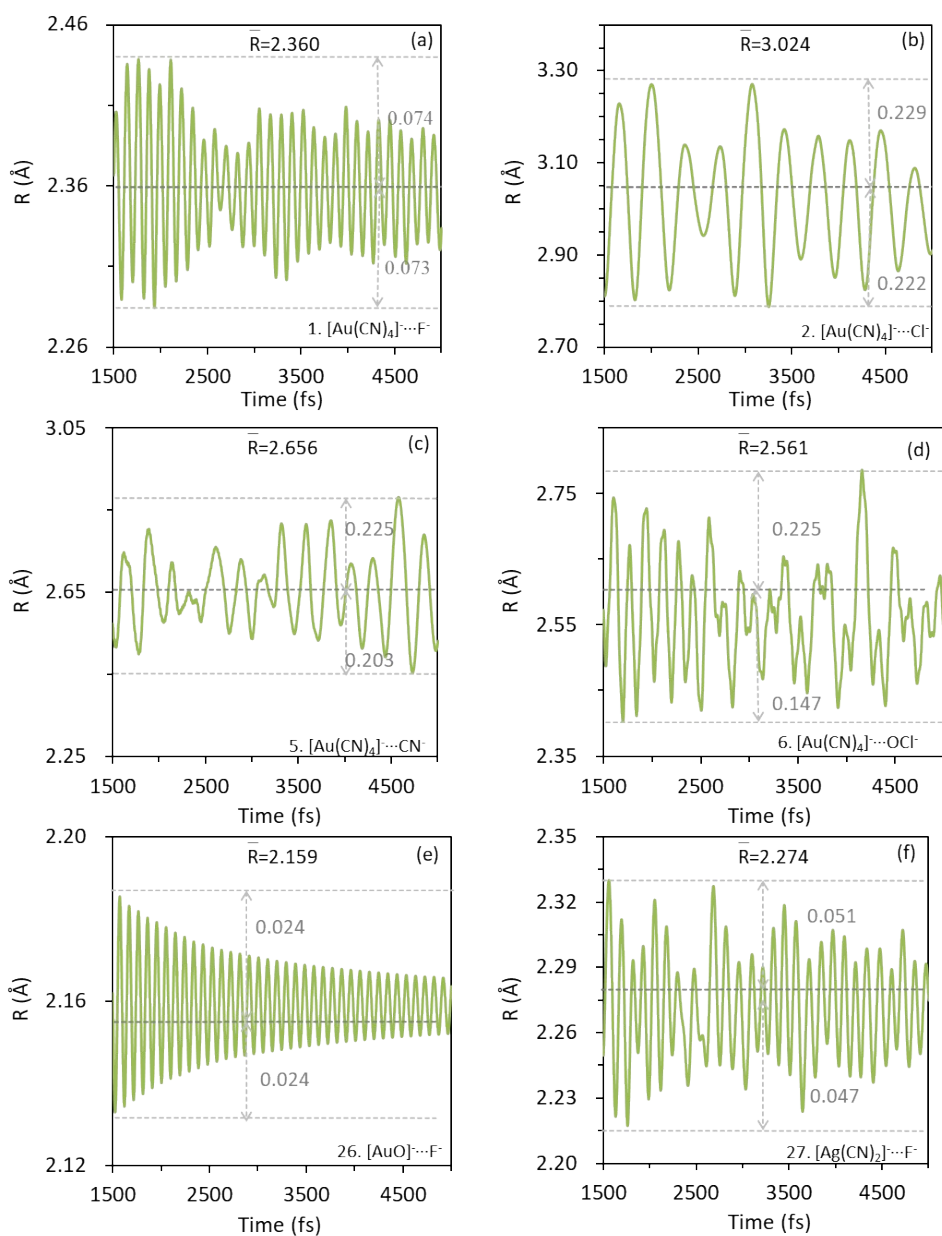 2.46
2.36
2.26
R (Å)
R̅=2.360
(a)
0.074
0.073
1. [Au(CN)₄]⁻···F⁻
1500 2500 3500 4500
Time (fs)
3.30
3.10
2.90
2.70
R (Å)
R̅=3.024
(b)
0.229
0.222
2. [Au(CN)₄]⁻···Cl⁻
1500 2500 3500 4500
Time (fs)
3.05
2.65
2.25
R (Å)
R̅=2.656
(c)
0.225
0.203
5. [Au(CN)₄]⁻···CN⁻
1500 2500 3500 4500
Time (fs)
2.75
2.55
2.35
R (Å)
R̅=2.561
(d)
0.225
0.147
6. [Au(CN)₄]⁻···OCl⁻
1500 2500 3500 4500
Time (fs)
2.20
2.16
2.12
R (Å)
R̅=2.159
(e)
0.024
0.024
26. [AuO]⁻···F⁻
1500 2500 3500 4500
Time (fs)
2.35
2.32
2.29
2.26
2.23
2.20
R (Å)
R̅=2.274
(f)
0.051
0.047
27. [Ag(CN)₂]⁻···F⁻
1500 2500 3500 4500
Time (fs)